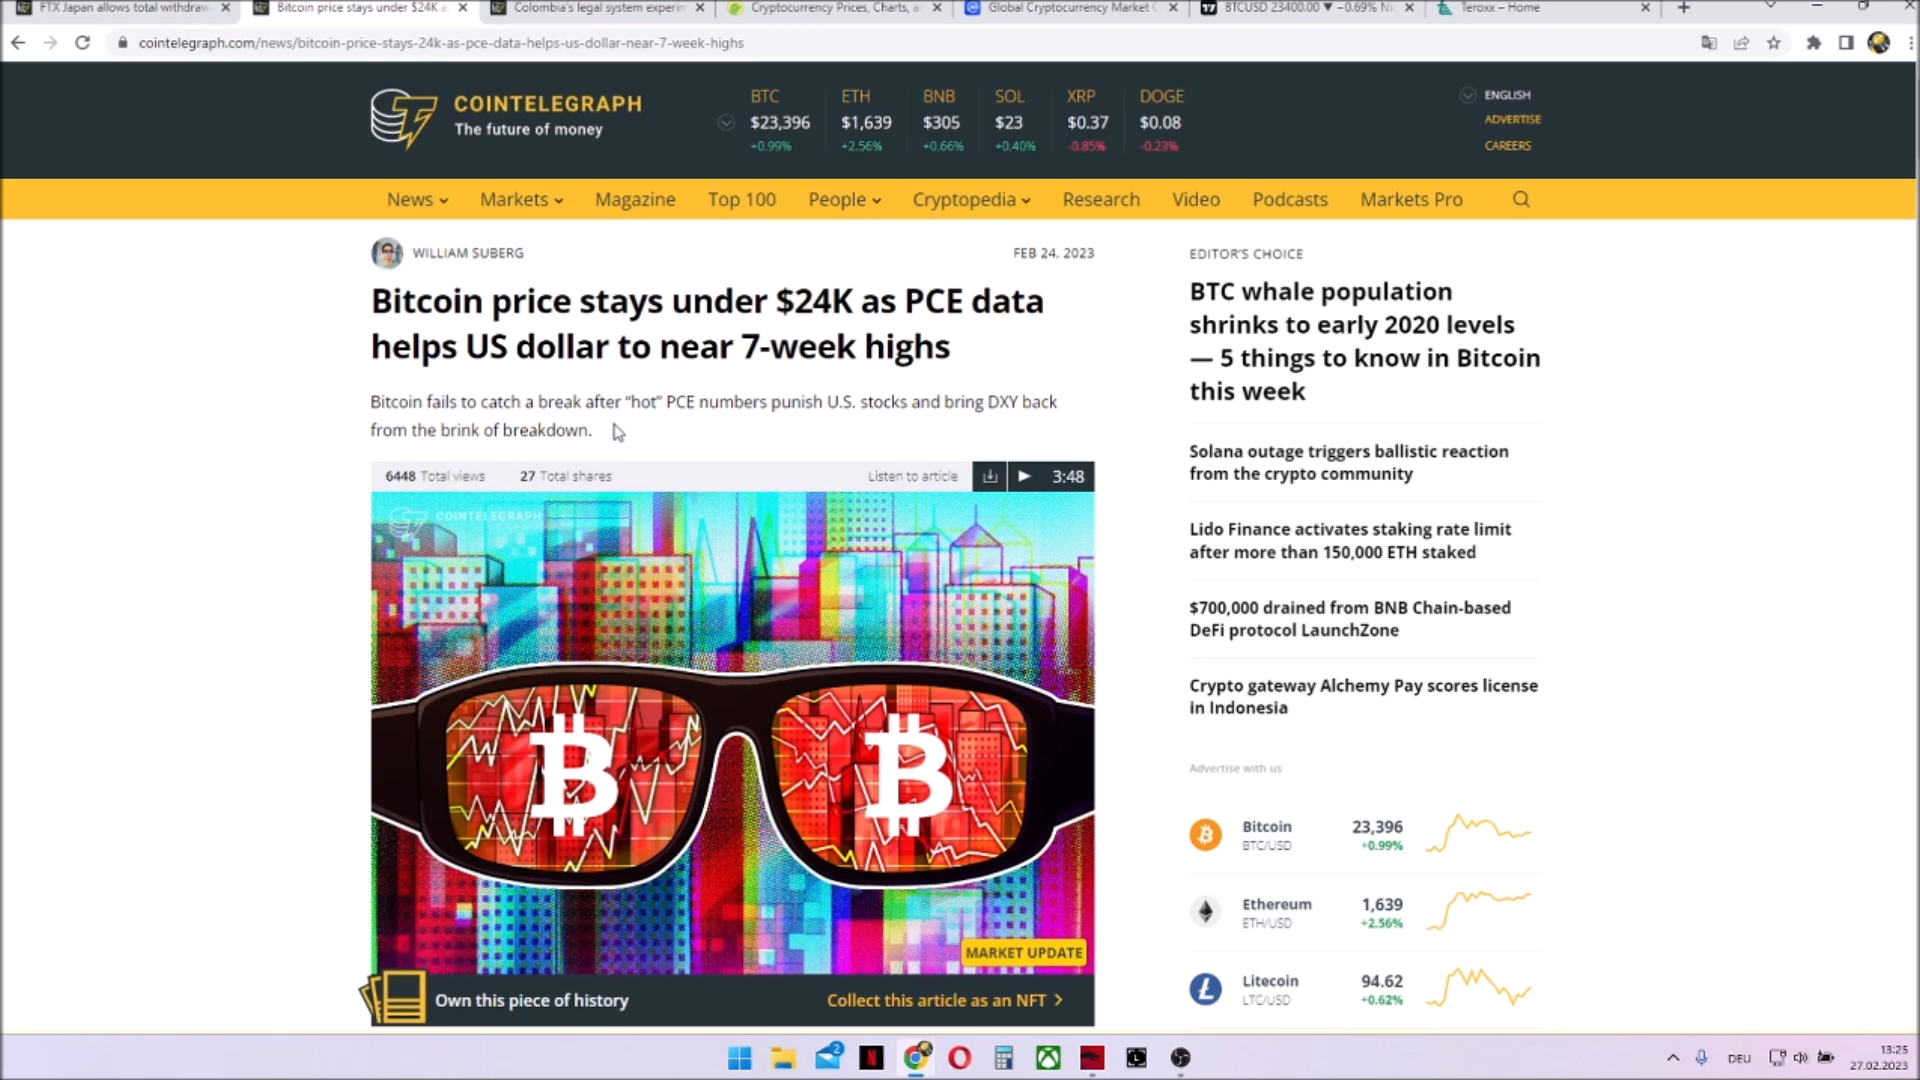 FTX Japan allows total withdraw
Bitcoin price stays under $24K a
Colombia's legal system experin
Cryptocurrency Prices, Charts, a
Global Cryptocurrency Market C
BTCUSD 23400.00 ▼ −0.69%
Teroxx – Home
cointelegraph.com/news/bitcoin-price-stays-24k-as-pce-data-helps-us-dollar-near-7-week-highs
COINTELEGRAPH
The future of money
BTC ETH BNB SOL XRP DOGE
$23,396 $1,639 $305 $23 $0.37 $0.08
+0.99% +2.56% +0.66% +0.40% -0.85% -0.23%
ENGLISH
ADVERTISE
CAREERS
News Markets Magazine Top 100 People Cryptopedia Research Video Podcasts Markets Pro
WILLIAM SUBERG
FEB 24, 2023
Bitcoin price stays under $24K as PCE data
helps US dollar to near 7-week highs
Bitcoin fails to catch a break after “hot” PCE numbers punish U.S. stocks and bring DXY back
from the brink of breakdown.
6448 Total views 27 Total shares Listen to article 3:48
COINTELEGRAPH
MARKET UPDATE
Own this piece of history
Collect this article as an NFT >
EDITOR'S CHOICE
BTC whale population
shrinks to early 2020 levels
— 5 things to know in Bitcoin
this week
Solana outage triggers ballistic reaction
from the crypto community
Lido Finance activates staking rate limit
after more than 150,000 ETH staked
$700,000 drained from BNB Chain-based
DeFi protocol LaunchZone
Crypto gateway Alchemy Pay scores license
in Indonesia
Advertise with us
Bitcoin 23,396
BTC/USD +0.99%
Ethereum 1,639
ETH/USD +2.56%
Litecoin 94.62
LTC/USD +0.62%
2
N
DEU
13:25
27.02.2023